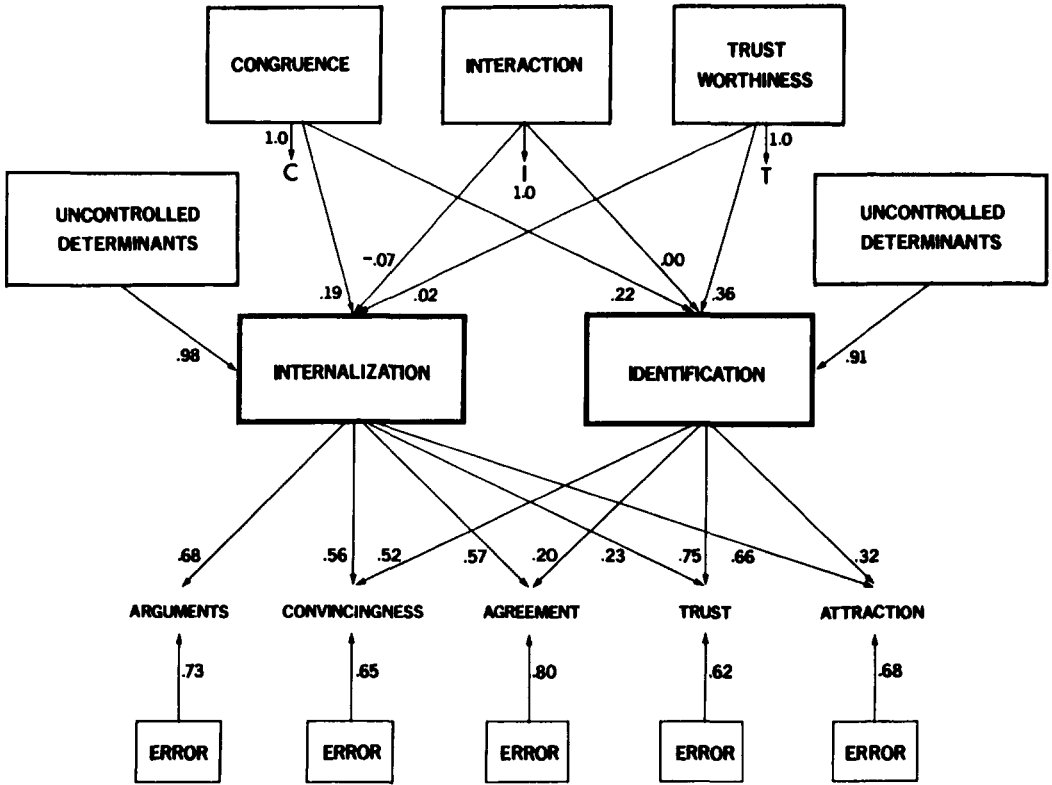 CONGRUENCE
INTERACTION
TRUST
WORTHINESS
1.0
C
I
1.0
1.0
T
UNCONTROLLED
DETERMINANTS
UNCONTROLLED
DETERMINANTS
-.07
.00
.19
.02
.22
.36
.98
.91
INTERNALIZATION
IDENTIFICATION
.68
.56
.52
.57
.20
.23
.75
.66
.32
ARGUMENTS
CONVINCINGNESS
AGREEMENT
TRUST
ATTRACTION
.73
.65
.80
.62
.68
ERROR
ERROR
ERROR
ERROR
ERROR